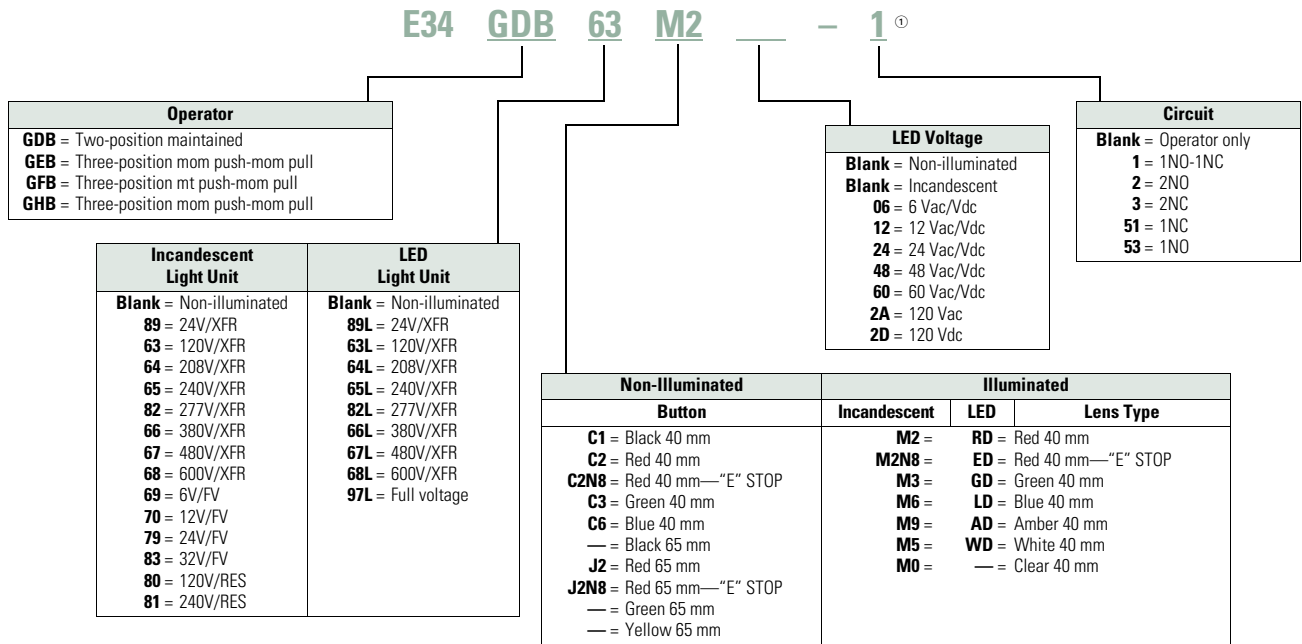 E34 GDB 63 M2 ___ – 1 ①
Operator
GDB = Two-position maintained
GEB = Three-position mom push-mom pull
GFB = Three-position mt push-mom pull
GHB = Three-position mom push-mom pull
Incandescent
Light Unit
Blank = Non-illuminated
89 = 24V/XFR
63 = 120V/XFR
64 = 208V/XFR
65 = 240V/XFR
82 = 277V/XFR
66 = 380V/XFR
67 = 480V/XFR
68 = 600V/XFR
69 = 6V/FV
70 = 12V/FV
79 = 24V/FV
83 = 32V/FV
80 = 120V/RES
81 = 240V/RES
LED
Light Unit
Blank = Non-illuminated
89L = 24V/XFR
63L = 120V/XFR
64L = 208V/XFR
65L = 240V/XFR
82L = 277V/XFR
66L = 380V/XFR
67L = 480V/XFR
68L = 600V/XFR
97L = Full voltage
Non-Illuminated
Button
C1 = Black 40 mm
C2 = Red 40 mm
C2N8 = Red 40 mm—“E” STOP
C3 = Green 40 mm
C6 = Blue 40 mm
— = Black 65 mm
J2 = Red 65 mm
J2N8 = Red 65 mm—“E” STOP
— = Green 65 mm
— = Yellow 65 mm
Illuminated
Incandescent LED Lens Type
M2 = RD = Red 40 mm
M2N8 = ED = Red 40 mm—“E” STOP
M3 = GD = Green 40 mm
M6 = LD = Blue 40 mm
M9 = AD = Amber 40 mm
M5 = WD = White 40 mm
M0 = — = Clear 40 mm
LED Voltage
Blank = Non-illuminated
Blank = Incandescent
06 = 6 Vac/Vdc
12 = 12 Vac/Vdc
24 = 24 Vac/Vdc
48 = 48 Vac/Vdc
60 = 60 Vac/Vdc
2A = 120 Vac
2D = 120 Vdc
Circuit
Blank = Operator only
1 = 1NO-1NC
2 = 2NO
3 = 2NC
51 = 1NC
53 = 1NO